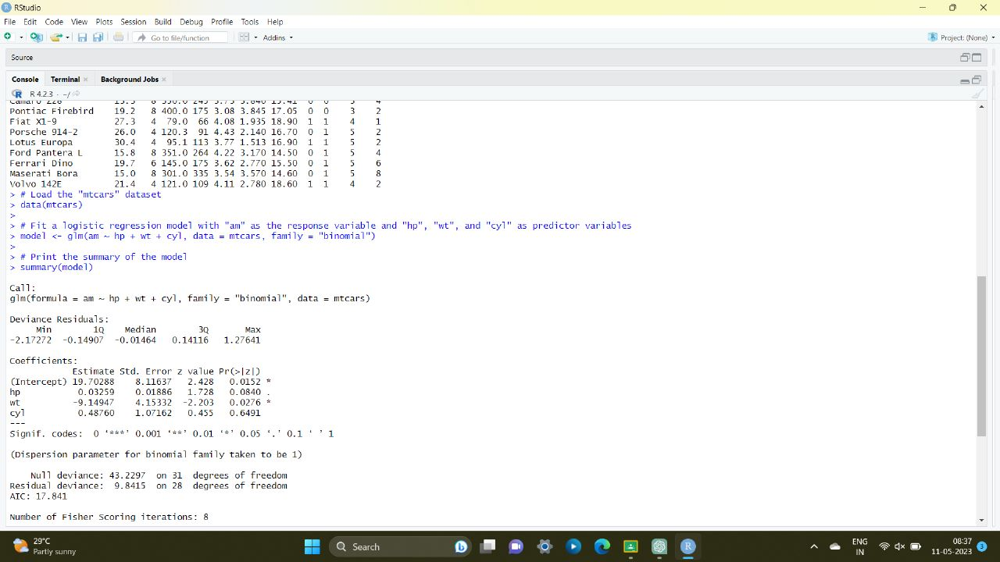 RStudio
File Edit Code View Plots Session Build Debug Profile Tools Help
Go to file/function Addins Project: (None)
Source
Console Terminal Background Jobs
R 4.2.3 · ~/
Camaro Z28 13.3 8 350.0 245 3.73 3.840 15.41 0 0 3 4
Pontiac Firebird 19.2 8 400.0 175 3.08 3.845 17.05 0 0 3 2
Fiat X1-9 27.3 4 79.0 66 4.08 1.935 18.90 1 1 4 1
Porsche 914-2 26.0 4 120.3 91 4.43 2.140 16.70 0 1 5 2
Lotus Europa 30.4 4 95.1 113 3.77 1.513 16.90 1 1 5 2
Ford Pantera L 15.8 8 351.0 264 4.22 3.170 14.50 0 1 5 4
Ferrari Dino 19.7 6 145.0 175 3.62 2.770 15.50 0 1 5 6
Maserati Bora 15.0 8 301.0 335 3.54 3.570 14.60 0 1 5 8
Volvo 142E 21.4 4 121.0 109 4.11 2.780 18.60 1 1 4 2
> # Load the "mtcars" dataset
> data(mtcars)
>
> # Fit a logistic regression model with "am" as the response variable and "hp", "wt", and "cyl" as predictor variables
> model <- glm(am ~ hp + wt + cyl, data = mtcars, family = "binomial")
>
> # Print the summary of the model
> summary(model)
Call:
glm(formula = am ~ hp + wt + cyl, family = "binomial", data = mtcars)
Deviance Residuals:
Min 1Q Median 3Q Max
-2.17272 -0.14907 -0.01464 0.14116 1.27641
Coefficients:
Estimate Std. Error z value Pr(>|z|)
(Intercept) 19.70288 8.11637 2.428 0.0152 *
hp 0.03259 0.01886 1.728 0.0840 .
wt -9.14947 4.15332 -2.203 0.0276 *
cyl 0.48760 1.07162 0.455 0.6491
---
Signif. codes: 0 ‘***’ 0.001 ‘**’ 0.01 ‘*’ 0.05 ‘.’ 0.1 ‘ ’ 1
(Dispersion parameter for binomial family taken to be 1)
Null deviance: 43.2297 on 31 degrees of freedom
Residual deviance: 9.8415 on 28 degrees of freedom
AIC: 17.841
Number of Fisher Scoring iterations: 8
29°C
Partly sunny
Search
ENG
IN
08:37
11-05-2023
3